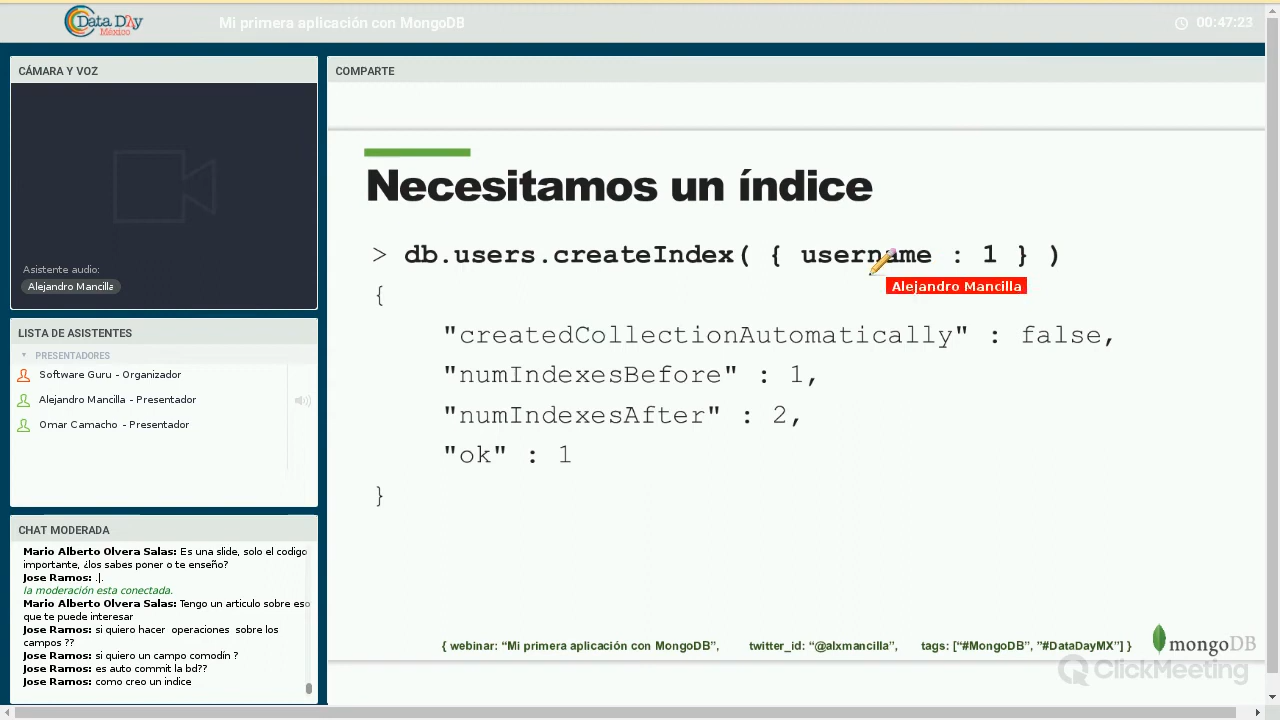 Data Day
México
Mi primera aplicación con MongoDB
00:47:23
CÁMARA Y VOZ
Asistente audio:
Alejandro Mancilla
LISTA DE ASISTENTES
PRESENTADORES
Software Guru - Organizador
Alejandro Mancilla - Presentador
Omar Camacho - Presentador
CHAT MODERADA
Mario Alberto Olvera Salas: Es una slide, solo el codigo
importante, ¿los sabes poner o te enseño?
Jose Ramos: .|.
la moderación esta conectada.
Mario Alberto Olvera Salas: Tengo un articulo sobre eso
que te puede interesar
Jose Ramos: si quiero hacer operaciones sobre los
campos ??
Jose Ramos: si quiero un campo comodín ?
Jose Ramos: es auto commit la bd??
Jose Ramos: como creo un indice
COMPARTE
Necesitamos un índice
> db.users.createIndex( { username : 1 } )
Alejandro Mancilla
{
"createdCollectionAutomatically" : false,
"numIndexesBefore" : 1,
"numIndexesAfter" : 2,
"ok" : 1
}
{ webinar: “Mi primera aplicación con MongoDB”, twitter_id: “@alxmancilla”, tags: [“#MongoDB”, ”#DataDayMX”] }
mongoDB
ClickMeeting